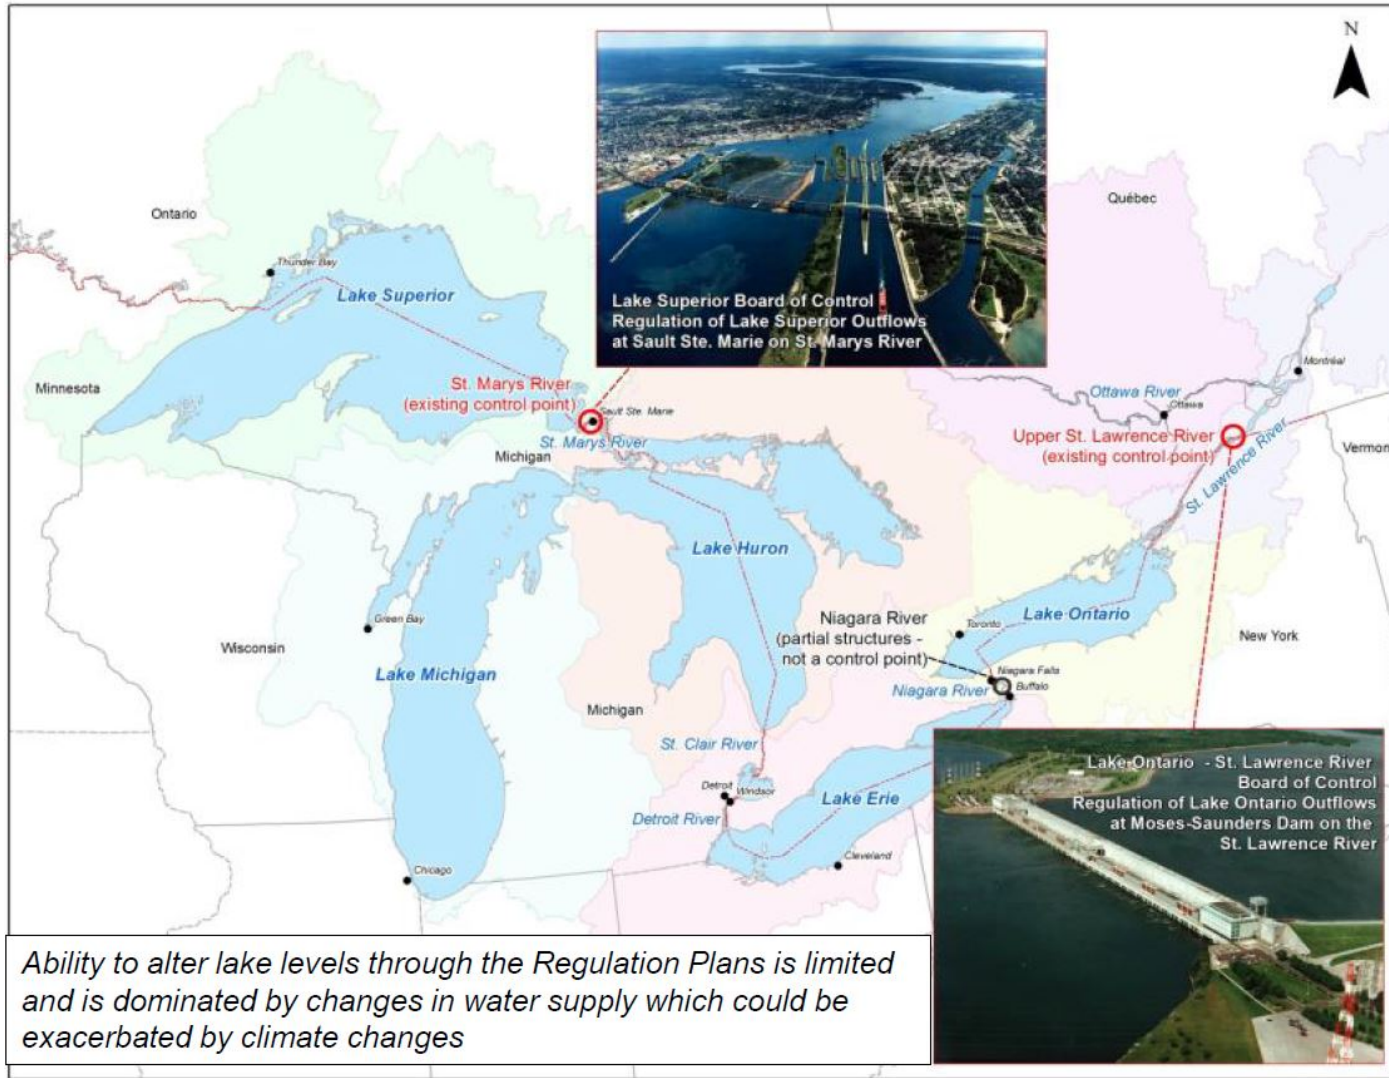 N
Ontario
Thunder Bay
Lake Superior
Québec
Lake Superior Board of Control
Regulation of Lake Superior Outflows
at Sault Ste. Marie on St. Marys River
Minnesota
St. Marys River
(existing control point)
Sault Ste. Marie
St. Marys River
Michigan
Montréal
Ottawa River
Ottawa
Upper St. Lawrence River
(existing control point)
Vermont
St. Lawrence River
Lake Huron
Green Bay
Wisconsin
Lake Michigan
Niagara River
(partial structures -
not a control point)
Toronto
Lake Ontario
New York
Niagara Falls
Niagara River
Buffalo
Michigan
St. Clair River
Detroit
Windsor
Detroit River
Lake Erie
Cleveland
Chicago
Lake Ontario - St. Lawrence River
Board of Control
Regulation of Lake Ontario Outflows
at Moses-Saunders Dam on the
St. Lawrence River
Ability to alter lake levels through the Regulation Plans is limited
and is dominated by changes in water supply which could be
exacerbated by climate changes